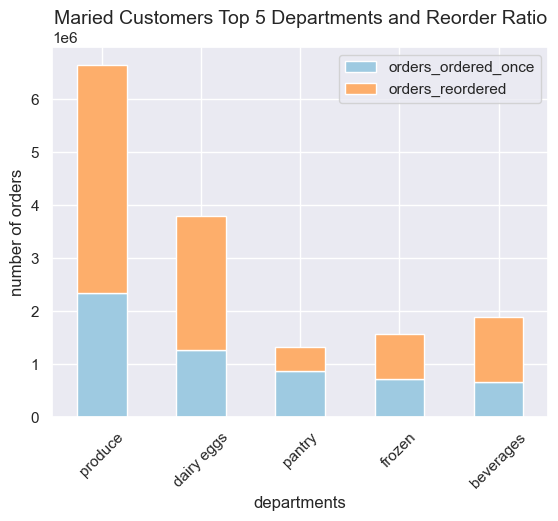 Maried Customers Top 5 Departments and Reorder Ratio
1e6
orders_ordered_once
orders_reordered
6
5
4
3
2
1
0
number of orders
produce
dairy eggs
pantry
frozen
beverages
departments